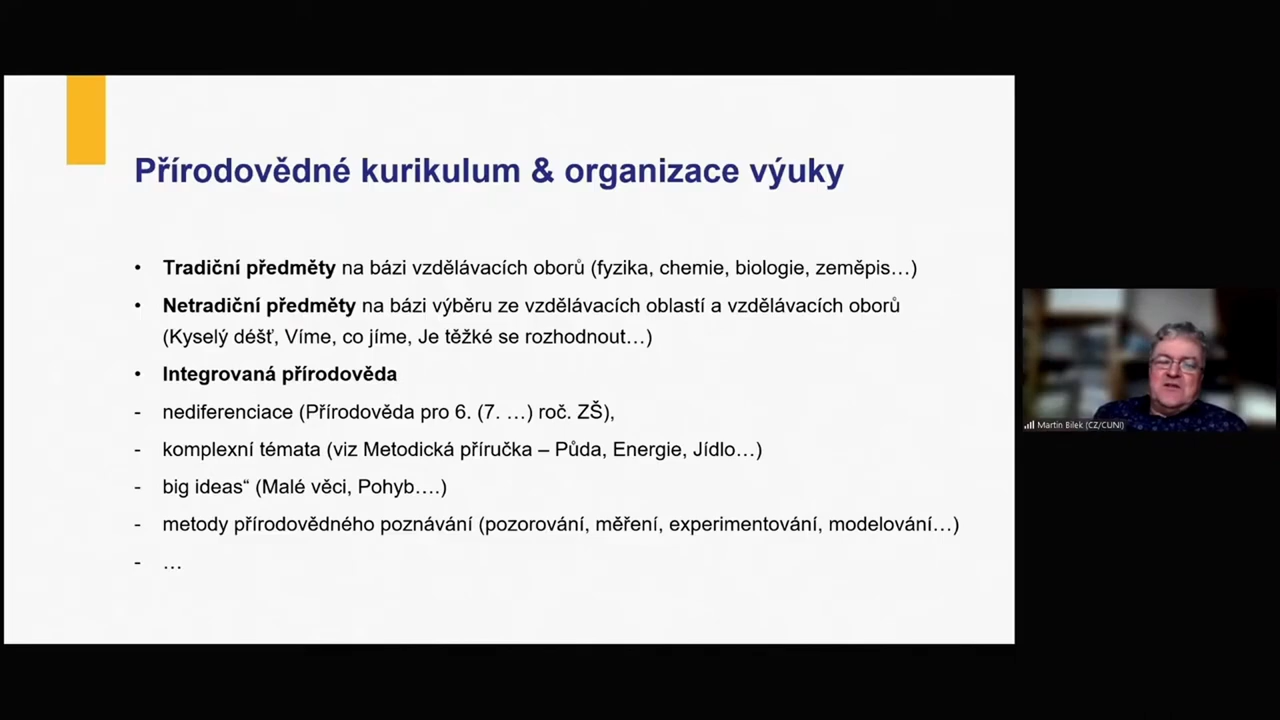 Přírodovědné kurikulum & organizace výuky
• Tradiční předměty na bázi vzdělávacích oborů (fyzika, chemie, biologie, zeměpis…)
• Netradiční předměty na bázi výběru ze vzdělávacích oblastí a vzdělávacích oborů
(Kyselý déšť, Víme, co jíme, Je těžké se rozhodnout…)
• Integrovaná přírodověda
- nediferenciace (Přírodověda pro 6. (7. …) roč. ZŠ),
- komplexní témata (viz Metodická příručka – Půda, Energie, Jídlo…)
- big ideas“ (Malé věci, Pohyb….)
- metody přírodovědného poznávání (pozorování, měření, experimentování, modelování…)
- …
Martin Bílek (CZ/CUNI)